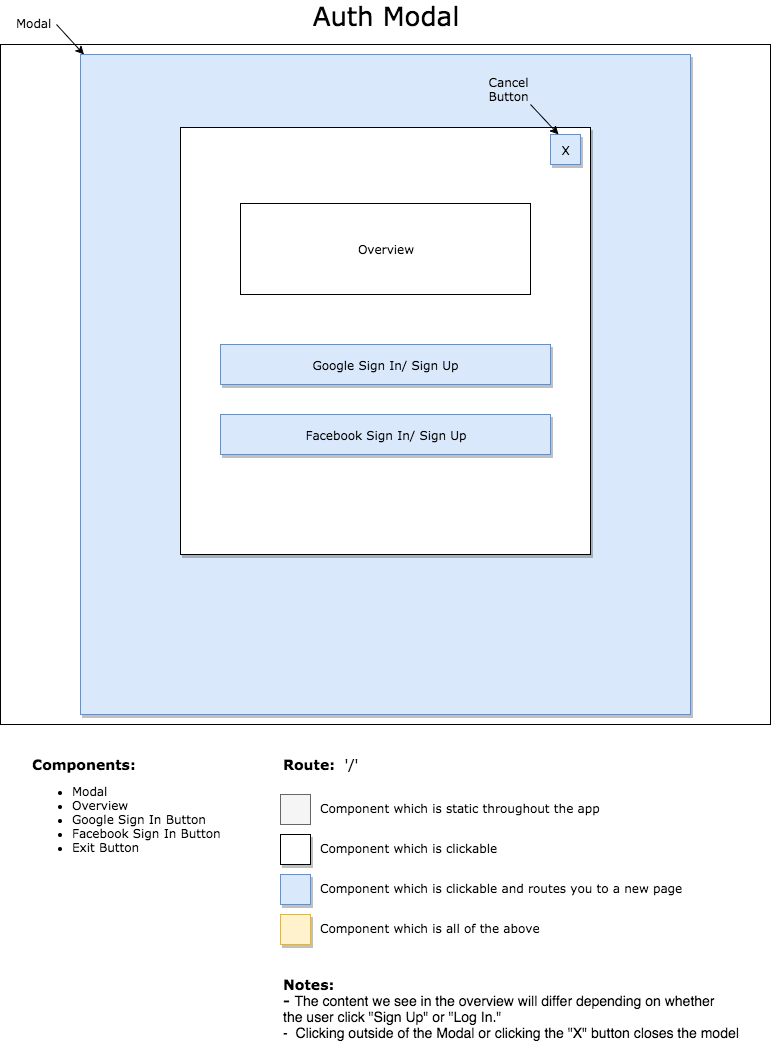 Auth Modal
Modal
Cancel
Button
X
Overview
Google Sign In/ Sign Up
Facebook Sign In/ Sign Up
Components:
Modal
Overview
Google Sign In Button
Facebook Sign In Button
Exit Button
Route: '/'
Component which is static throughout the app
Component which is clickable
Component which is clickable and routes you to a new page
Component which is all of the above
Notes:
- The content we see in the overview will differ depending on whether
the user click "Sign Up" or "Log In."
- Clicking outside of the Modal or clicking the "X" button closes the model